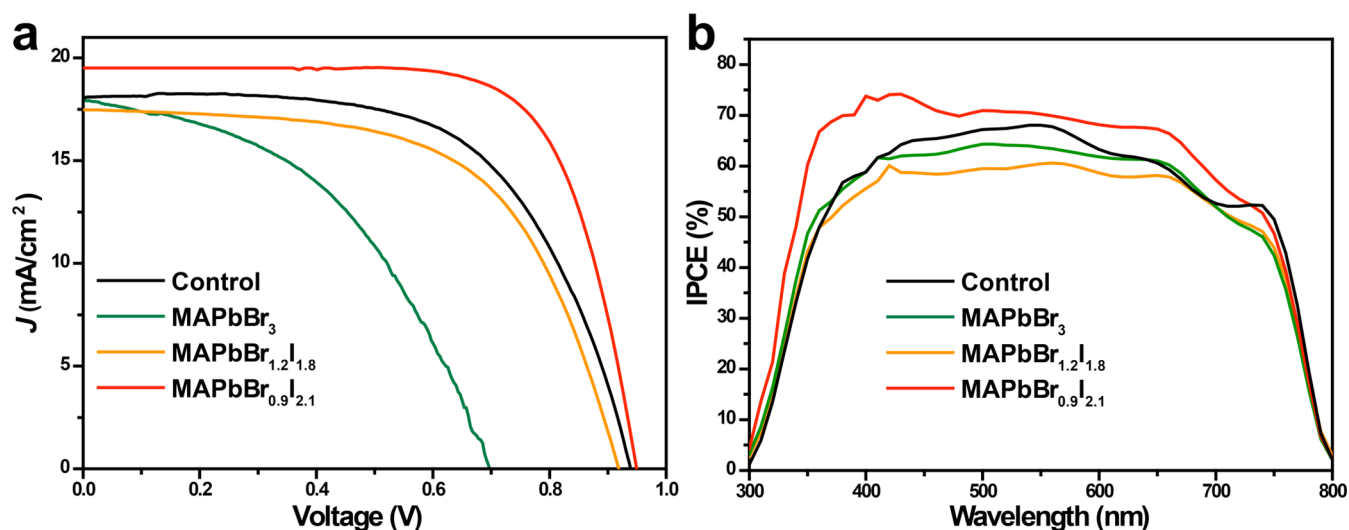 a
J (mA/cm²)
20
15
10
5
0
Control
MAPbBr₃
MAPbBr₁.₂I₁.₈
MAPbBr₀.₉I₂.₁
0.0 0.2 0.4 0.6 0.8 1.0
Voltage (V)
b
IPCE (%)
80
70
60
50
40
30
20
10
0
Control
MAPbBr₃
MAPbBr₁.₂I₁.₈
MAPbBr₀.₉I₂.₁
300 400 500 600 700 800
Wavelength (nm)